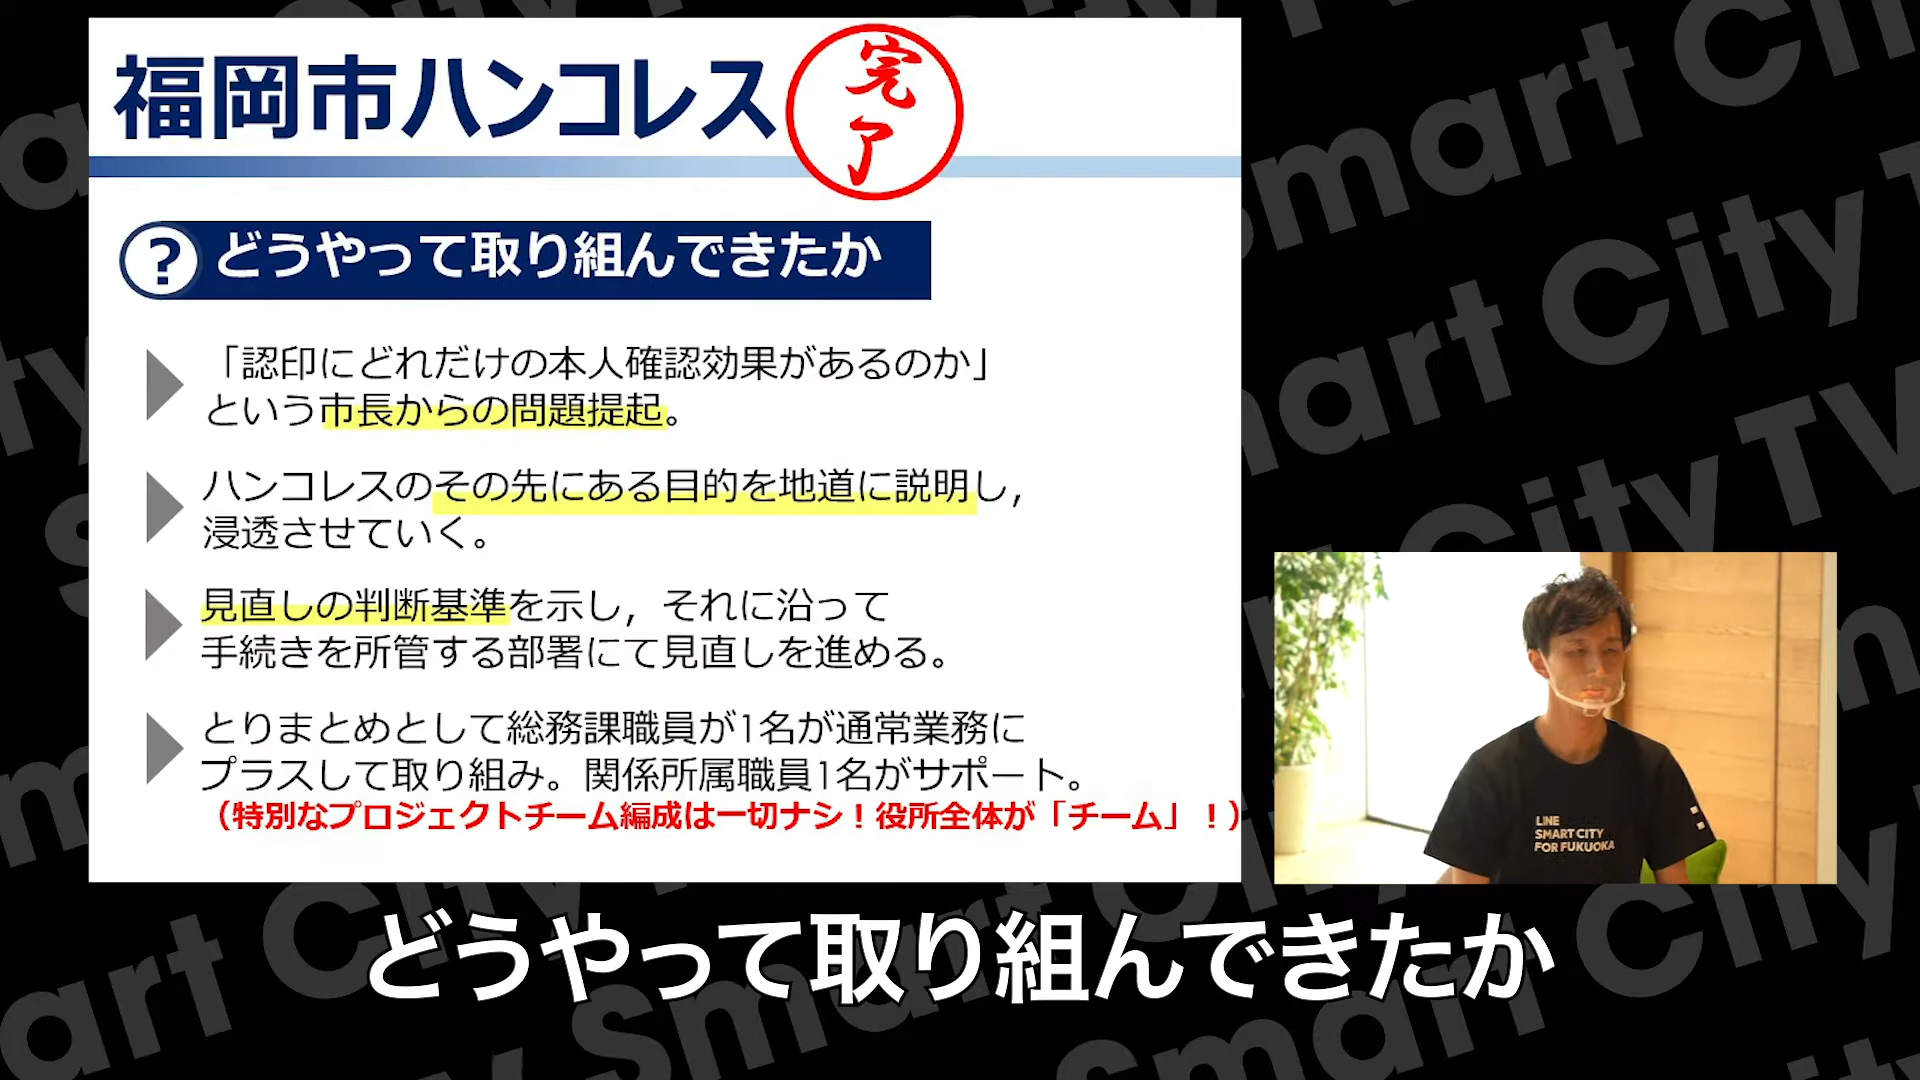 福岡市ハンコレス
完了
? どうやって取り組んできたか
「認印にどれだけの本人確認効果があるのか」
という市長からの問題提起。
ハンコレスのその先にある目的を地道に説明し，
浸透させていく。
見直しの判断基準を示し，それに沿って
手続きを所管する部署にて見直しを進める。
とりまとめとして総務課職員が1名が通常業務に
プラスして取り組み。関係所属職員1名がサポート。
（特別なプロジェクトチーム編成は一切ナシ！役所全体が「チーム」！）
LINE
SMART CITY
FOR FUKUOKA
どうやって取り組んできたか
Smart City TV